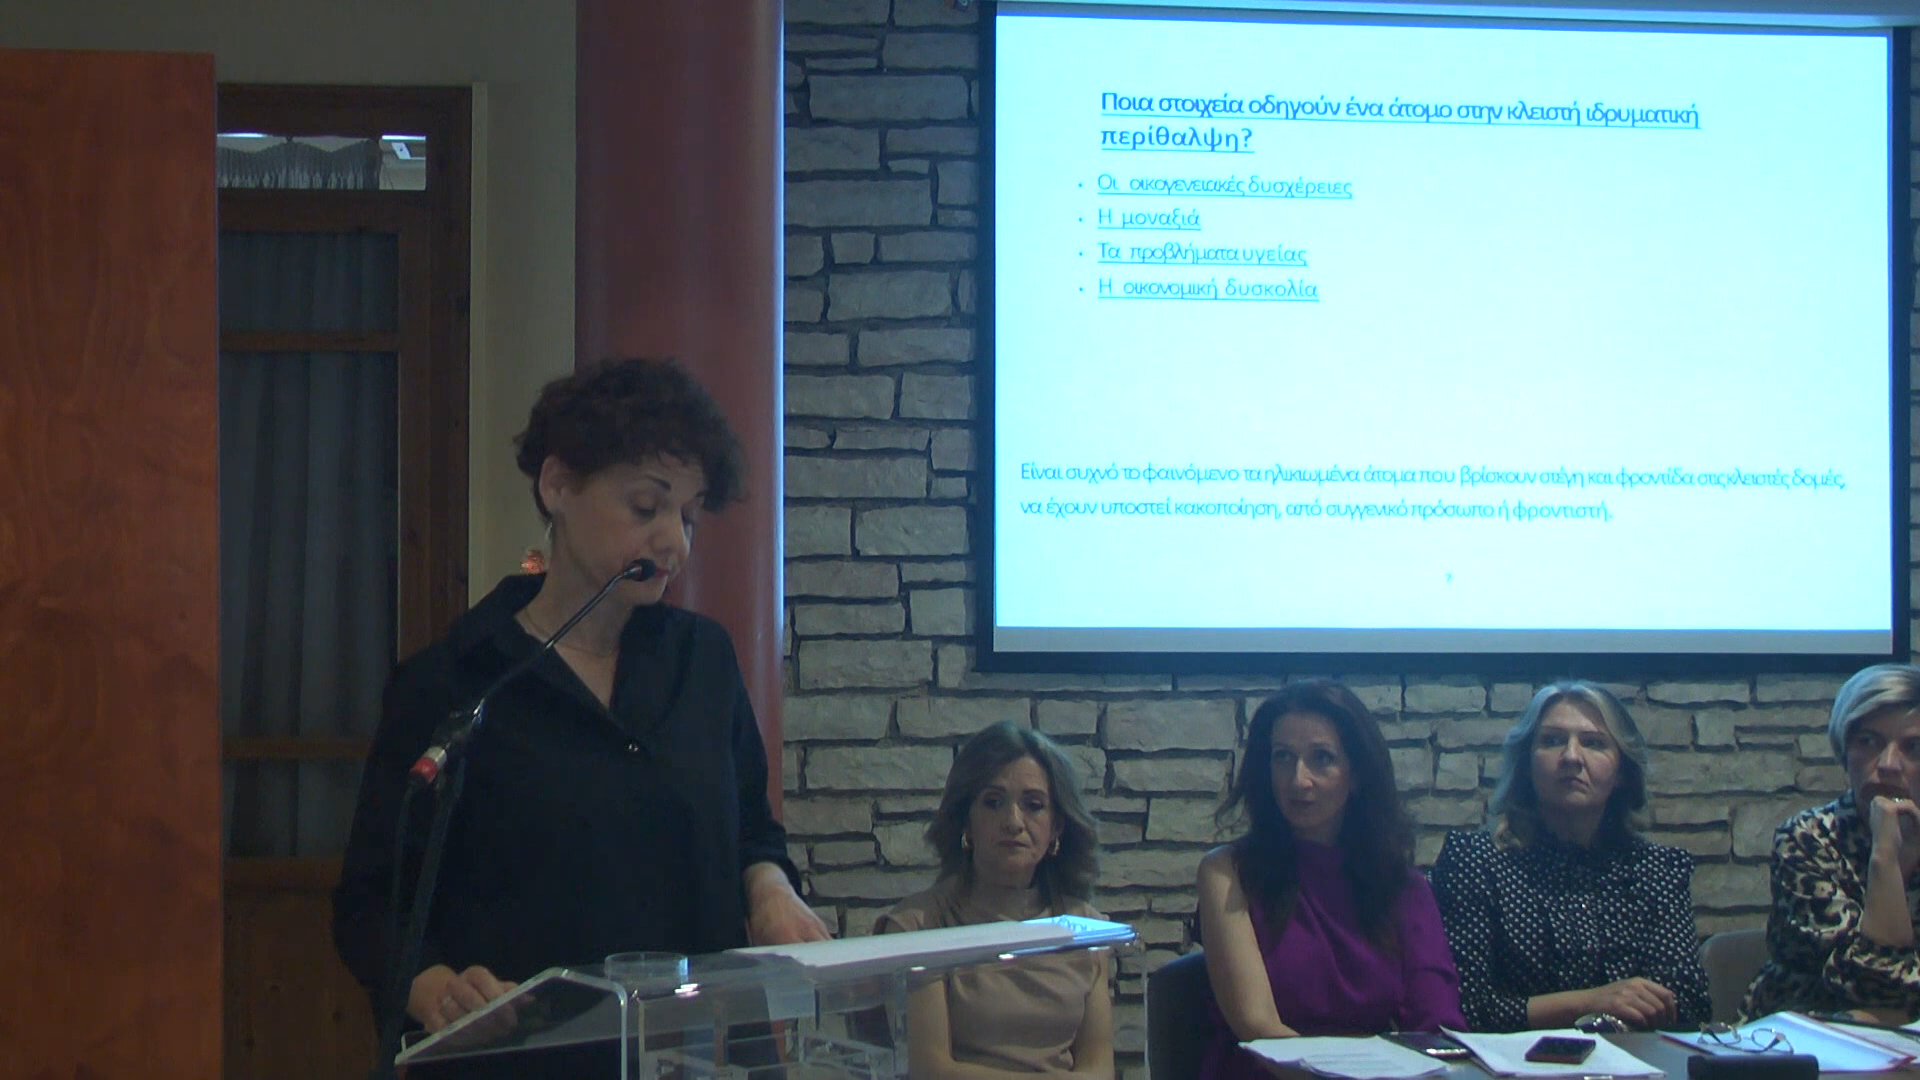 Ποια στοιχεία οδηγούν ένα άτομο στην κλειστή ιδρυματική
περίθαλψη?
• Οι οικογενειακές δυσχέρειες
• Η μοναξιά
• Τα προβλήματα υγείας
• Η οικονομική δυσκολία
Είναι συχνό το φαινόμενο τα ηλικιωμένα άτομα που βρίσκουν στέγη και φροντίδα στις κλειστές δομές,
να έχουν υποστεί κακοποίηση, από συγγενικό πρόσωπο ή φροντιστή.